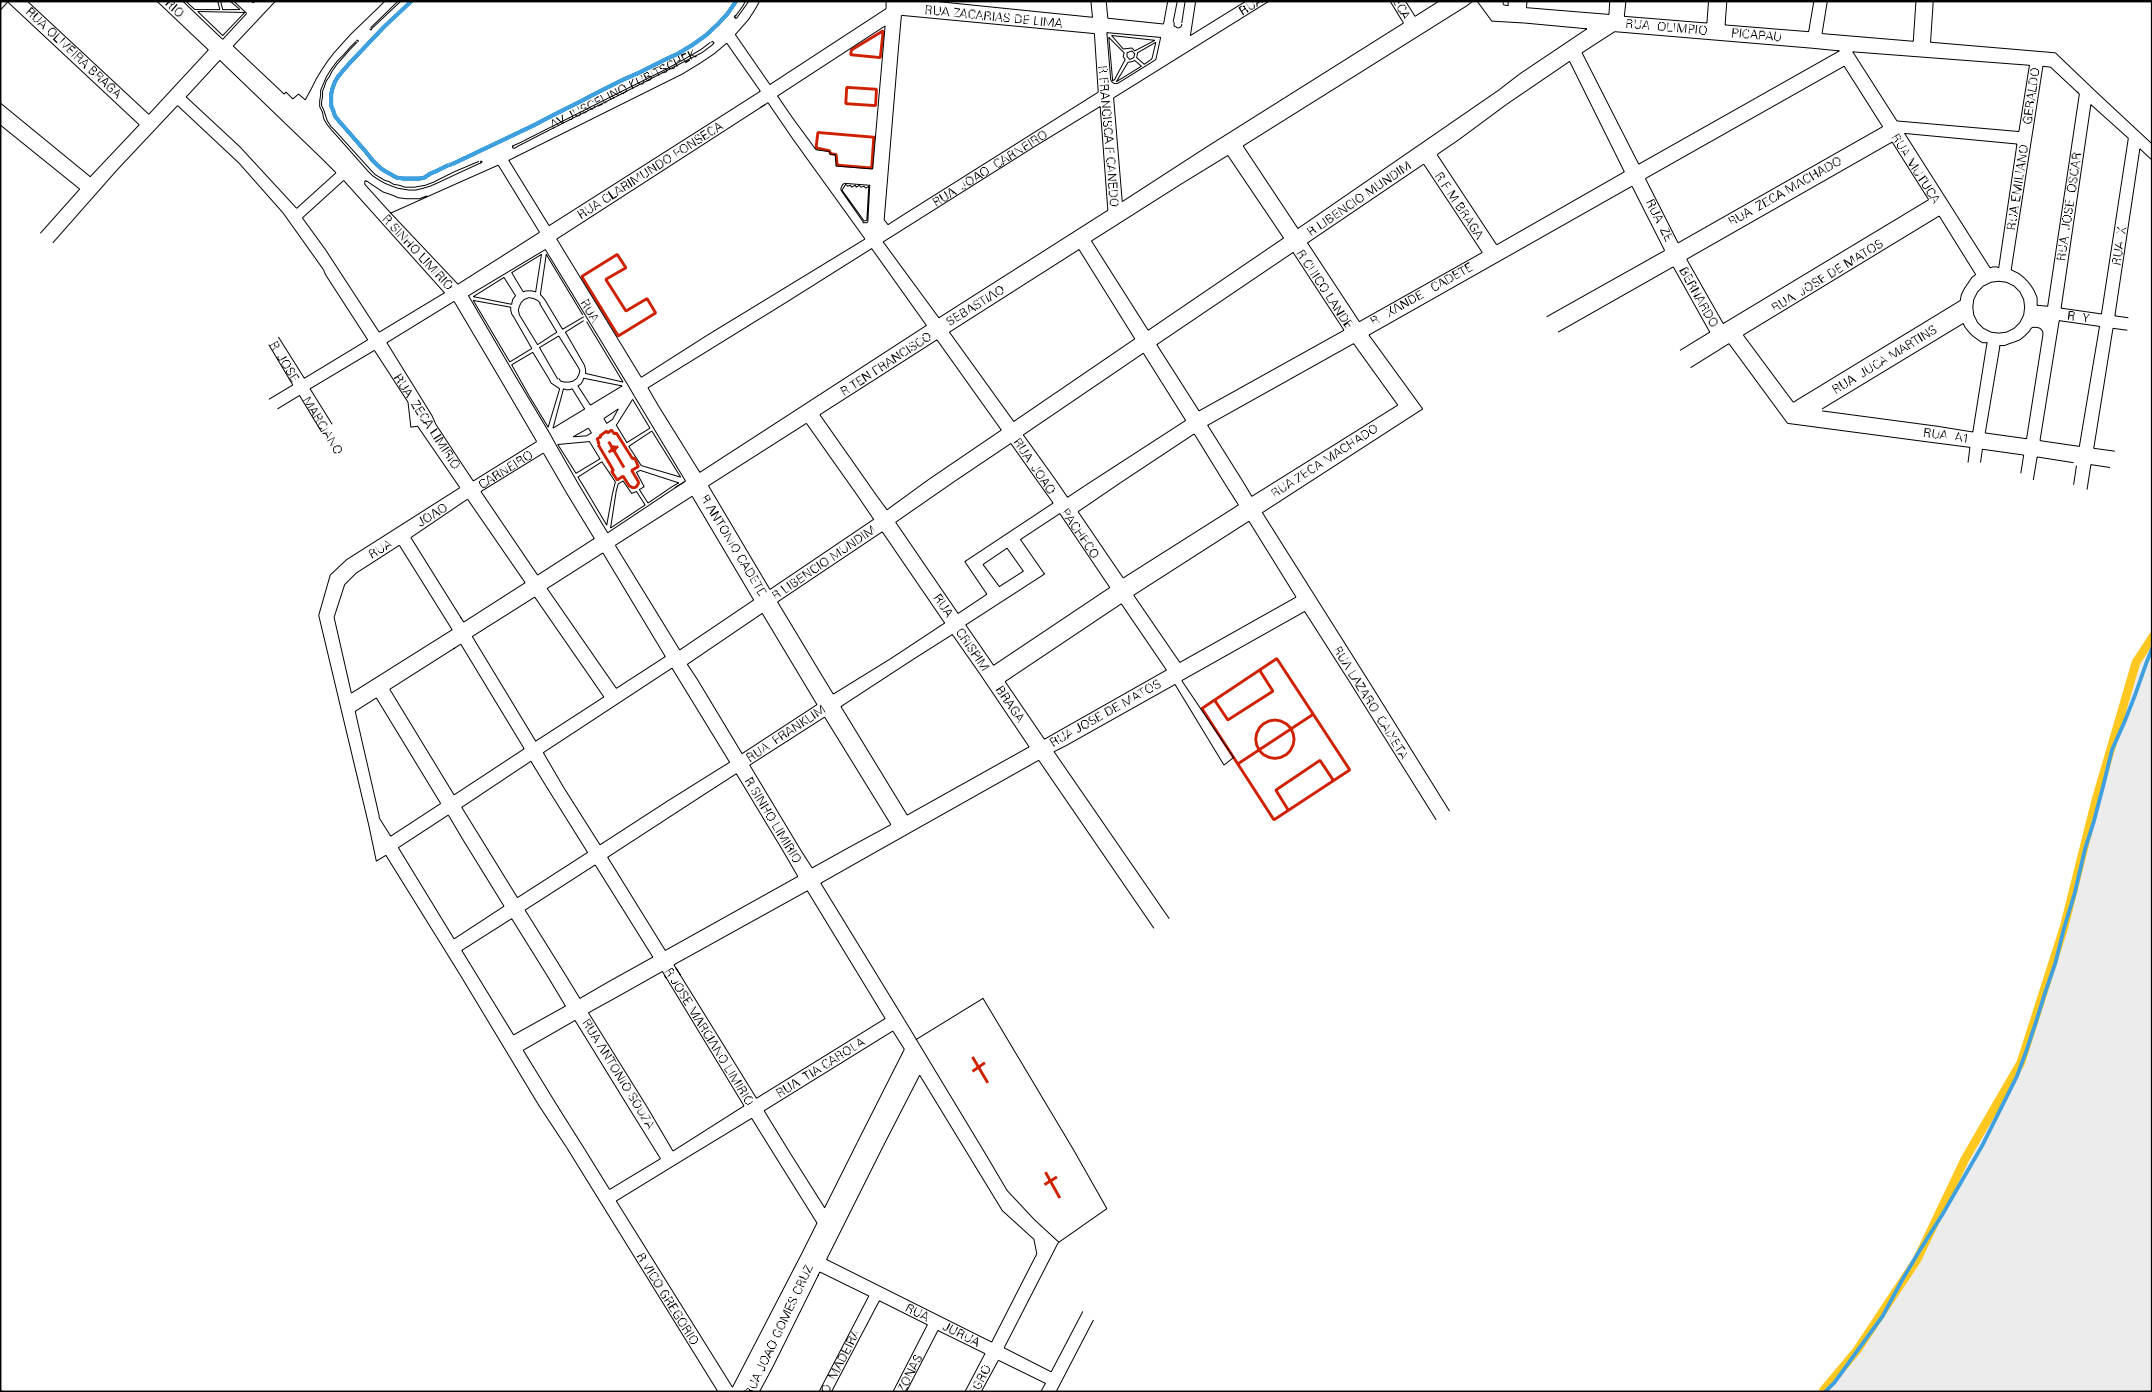 RUA OLIVEIRA BRAGA
RUA ZACARIAS DE LIMA
RUA
RUA OLIMPIO PICAPAU
AV JUSCELINO KUBITSCHEK
R FRANCISCA F CANEDO
GERALDO
RUA EMILIANO
RUA CLARIMUNDO FONSECA
RUA JOAO CARNEIRO
RUA MUTUCA
RUA JOSE OSCAR
R LIBENCIO MUNDIM
R F M BRAGA
RUA ZECA MACHADO
RUA ZE
BERNARDO
RUA X
R SINHO LIMIRIO
RUA JOSE DE MATOS
RUA
R CUICO LANDE
R XANDE CADETE
R Y
SEBASTIAO
R TEN FRANCISCO
RUA JUCA MARTINS
R JOSE
MARCIANO
RUA ZECA LIMIRIO
RUA A1
CARNEIRO
JOAO
RUA
RUA JOAO
PACHECO
RUA ZECA MACHADO
R ANTONIO CADETE
R LIBENCIO MUNDIM
RUA
CRISPIM
BRAGA
RUA LAZARO CAIXETA
RUA JOSE DE MATOS
RUA FRANKLIM
R SINHO LIMIRIO
R JOSE MARCIANO LIMIRIO
RUA ANTONIO SOUZA
RUA TIA CAROLA
R VICO GREGORIO
RUA JOAO GOMES CRUZ
RUA
JURUA
MADEIRA